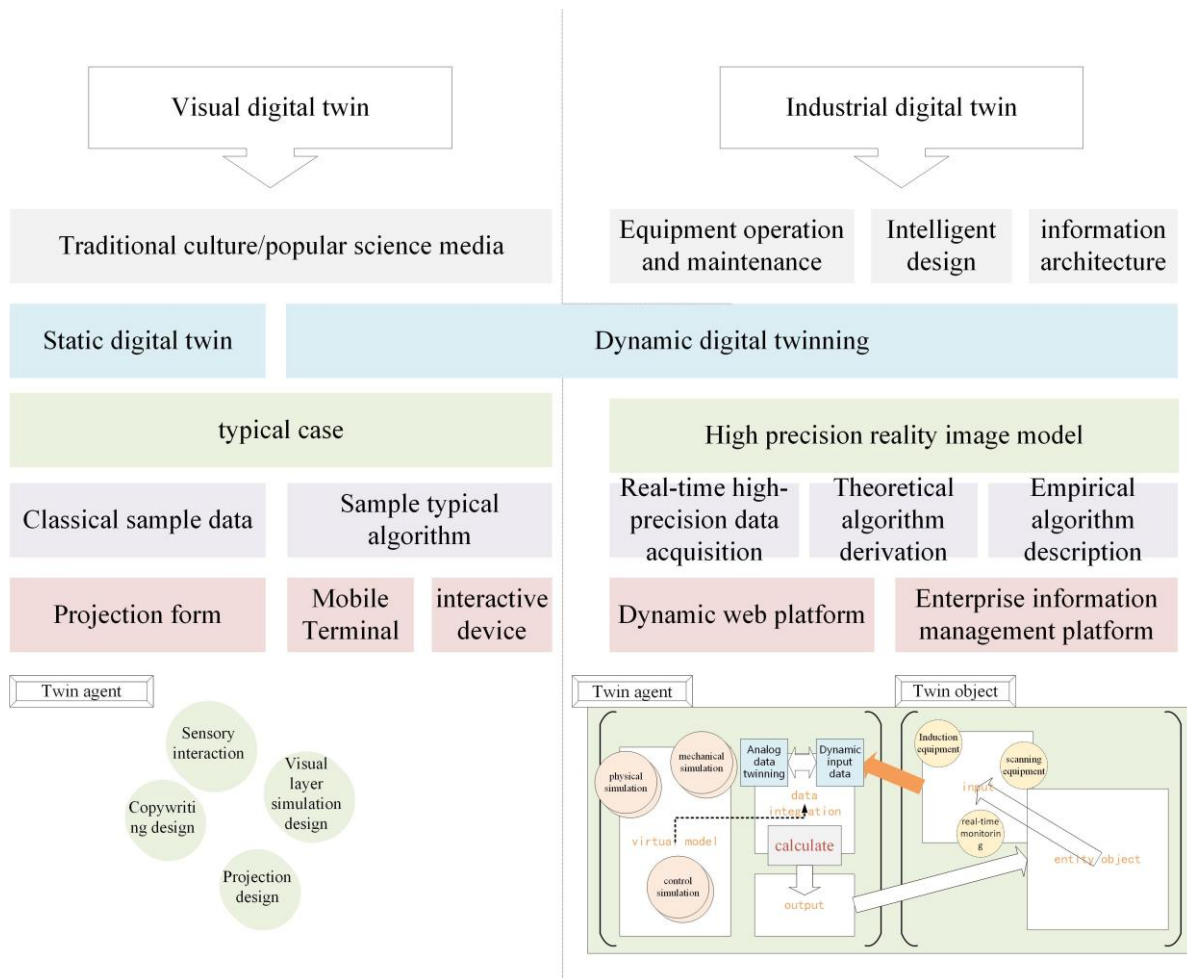 Visual digital twin
Industrial digital twin
Traditional culture/popular science media
Equipment operation
and maintenance
Intelligent
design
information
architecture
Static digital twin
Dynamic digital twinning
typical case
High precision reality image model
Classical sample data
Sample typical
algorithm
Real-time high-
precision data
acquisition
Theoretical
algorithm
derivation
Empirical
algorithm
description
Projection form
Mobile
Terminal
interactive
device
Dynamic web platform
Enterprise information
management platform
Twin agent
Sensory
interaction
Visual
layer
simulation
design
Copywriti
ng design
Projection
design
Twin agent
Twin object
physical
simulation
mechanical
simulation
Analog
data
twinning
Dynamic
input
data
data
integration
virtual model
calculate
control
simulation
output
Induction
equipment
scanning
equipment
input
real-time
monitorin
g
entity object